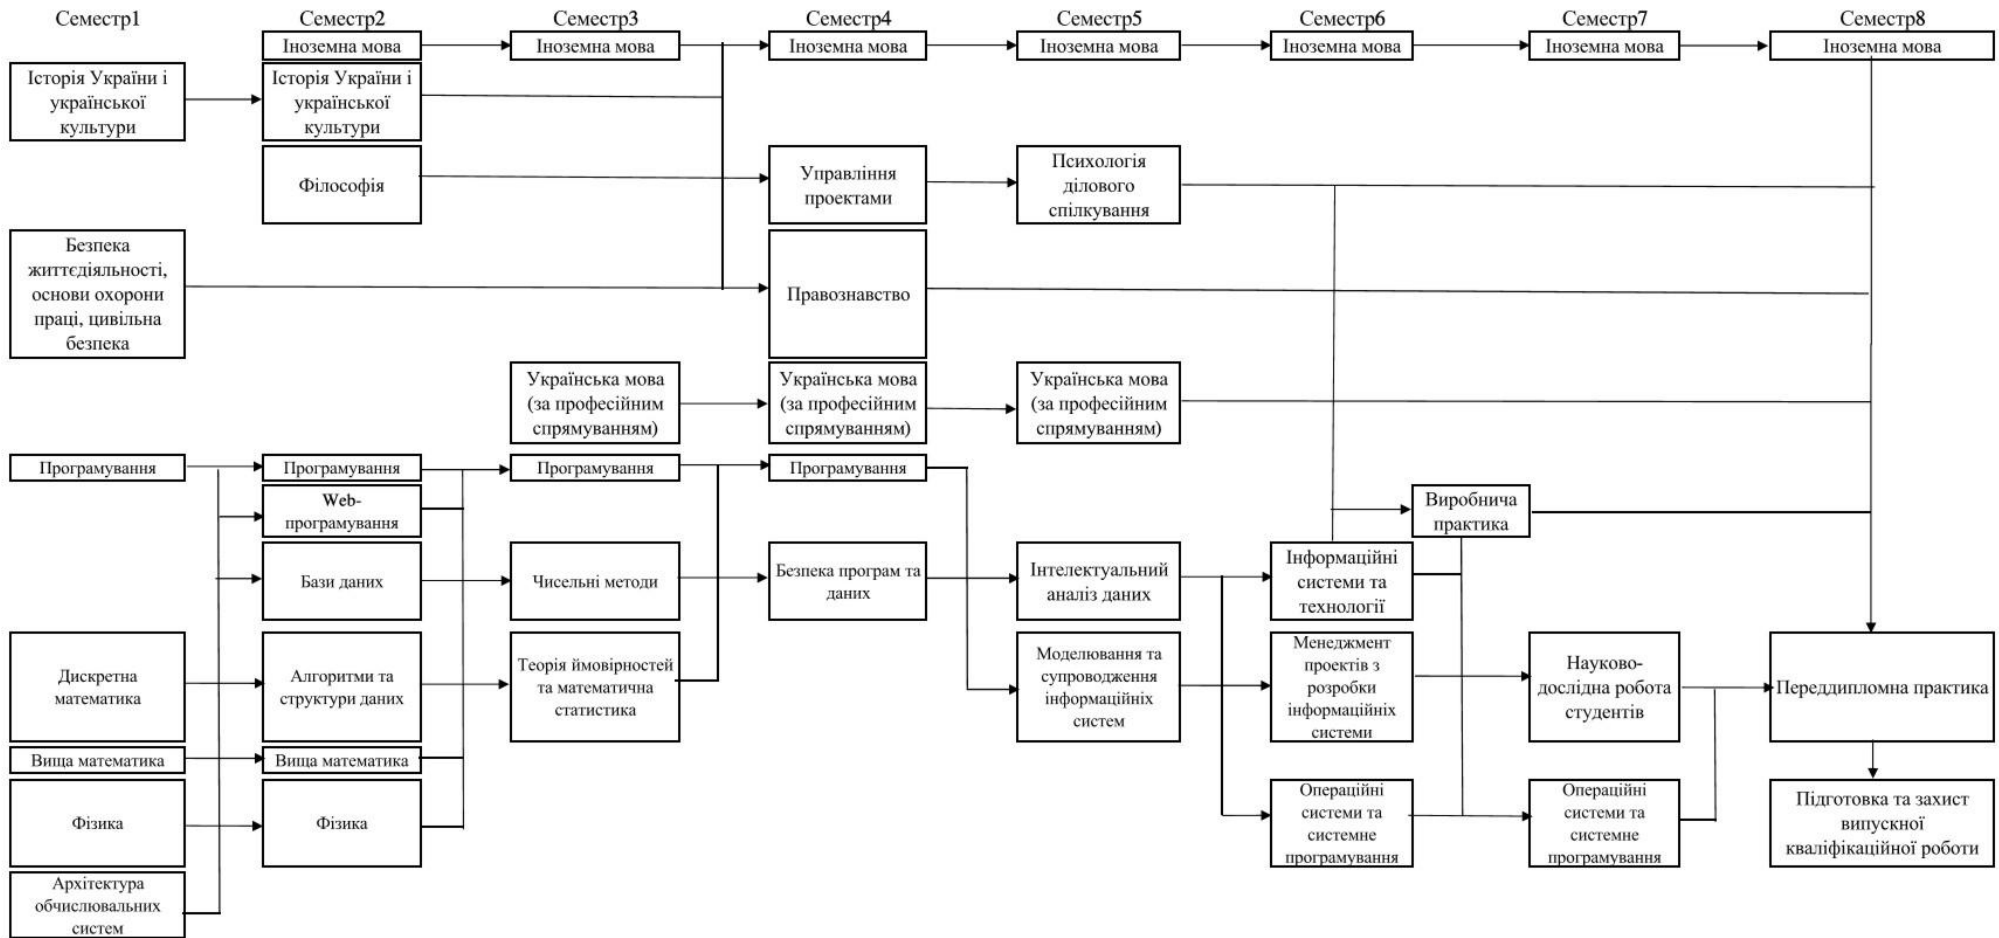 Семестр1
Семестр2
Семестр3
Семестр4
Семестр5
Семестр6
Семестр7
Семестр8
Іноземна мова
Іноземна мова
Іноземна мова
Іноземна мова
Іноземна мова
Іноземна мова
Іноземна мова
Історія України і
української
культури
Історія України і
української
культури
Філософія
Управління
проектами
Психологія
ділового
спілкування
Безпека
життєдіяльності,
основи охорони
праці, цивільна
безпека
Правознавство
Українська мова
(за професійним
спрямуванням)
Українська мова
(за професійним
спрямуванням)
Українська мова
(за професійним
спрямуванням)
Програмування
Програмування
Програмування
Програмування
Web-
програмування
Виробнича
практика
Бази даних
Чисельні методи
Безпека програм та
даних
Інтелектуальний
аналіз даних
Інформаційні
системи та
технології
Дискретна
математика
Алгоритми та
структури даних
Теорія ймовірностей
та математична
статистика
Моделювання та
супроводження
інформаційніх
систем
Менеджмент
проектів з
розробки
інформаційніх
системи
Науково-
дослідна робота
студентів
Переддипломна практика
Вища математика
Вища математика
Фізика
Фізика
Операційні
системи та
системне
програмування
Операційні
системи та
системне
програмування
Підготовка та захист
випускної
кваліфікаційної роботи
Архітектура
обчислювальних
систем